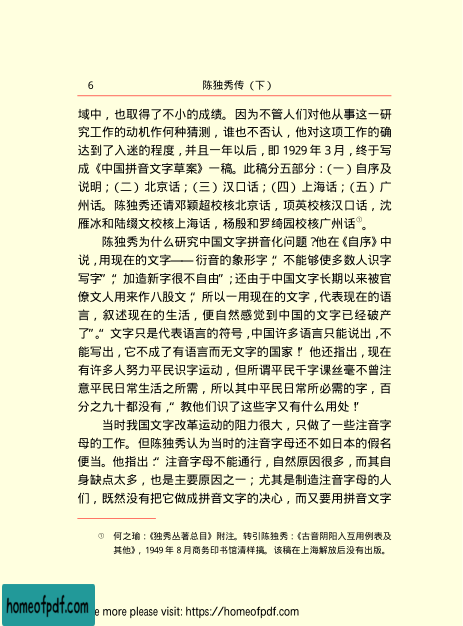 6 陈独秀传（下）
域中，也取得了不小的成绩。因为不管人们对他从事这一研
究工作的动机作何种猜测，谁也不否认，他对这项工作的确
达到了入迷的程度，并且一年以后，即 1929 年 3 月，终于写
成《中国拼音文字草案》一稿。此稿分五部分：（一）自序及
说明；（二）北京话；（三）汉口话；（四）上海话；（五）广
州话。陈独秀还请邓颖超校核北京话，项英校核汉口话，沈
雁冰和陆缀文校核上海话，杨殷和罗绮园校核广州话①。
陈独秀为什么研究中国文字拼音化问题？他在《自序》中
说，用现在的文字——衍音的象形字，“不能够使多数人识字
写字”，“加造新字很不自由”；还由于中国文字长期以来被官
僚文人用来作八股文，“所以一用现在的文字，代表现在的语
言，叙述现在的生活，便自然感觉到中国的文字已经破产
了”。“文字只是代表语言的符号，中国许多语言只能说出，不
能写出，它不成了有语言而无文字的国家！”他还指出，现在
有许多人努力平民识字运动，但所谓平民千字课丝毫不曾注
意平民日常生活之所需，所以其中平民日常所必需的字，百
分之九十都没有，“教他们识了这些字又有什么用处！”
当时我国文字改革运动的阻力很大，只做了一些注音字
母的工作。但陈独秀认为当时的注音字母还不如日本的假名
便当。他指出：“注音字母不能通行，自然原因很多，而其自
身缺点太多，也是主要原因之一；尤其是制造注音字母的人
们，既然没有把它做成拼音文字的决心，而又要用拼音文字
① 何之瑜：《独秀丛著总目》附注。转引陈独秀：《古音阴阳入互用例表及
其他》，1949 年 8 月商务印书馆清样搞。该稿在上海解放后没有出版。
homeofpdf.com
e more please visit: https://homeofpdf.com